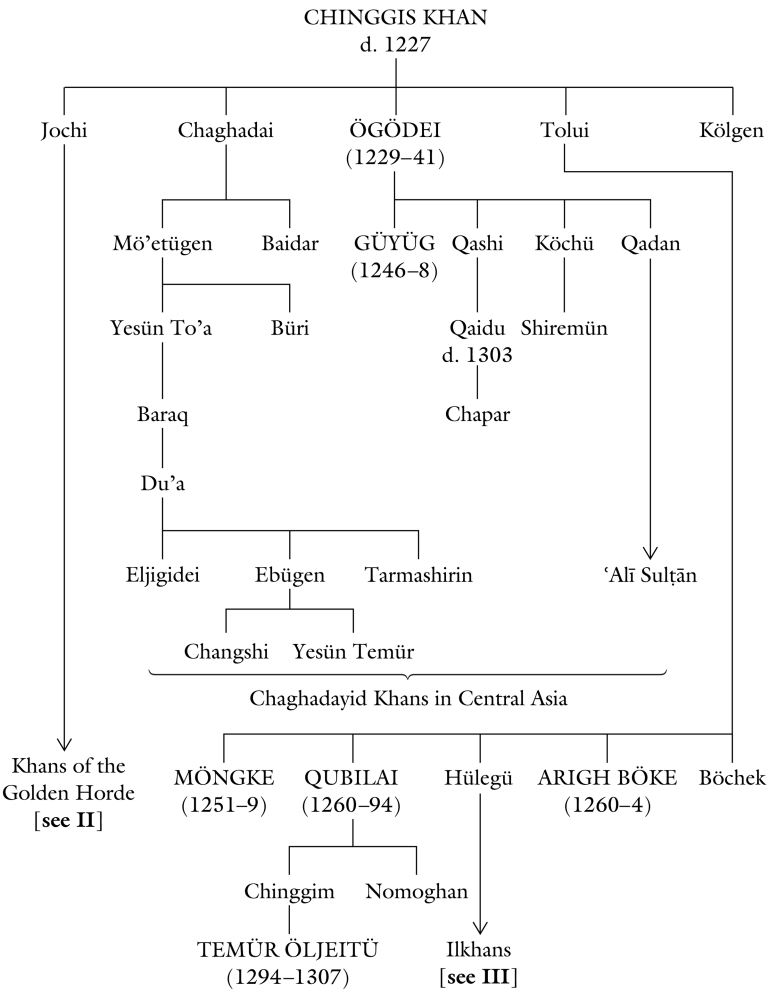 CHINGGIS KHAN
d. 1227
Jochi Chaghadai ÖGÖDEI Tolui Kölgen
(1229–41)
Mö’etügen Baidar GÜYÜG Qashi Köchü Qadan
(1246–8)
Yesün To’a Büri Qaidu Shiremün
d. 1303
Baraq Chapar
Du’a
Eljigidei Ebügen Tarmashirin ʿAlī Sulṭān
Changshi Yesün Temür
Chaghadayid Khans in Central Asia
Khans of the
Golden Horde
[see II]
MÖNGKE QUBILAI Hülegü ARIGH BÖKE Böchek
(1251–9) (1260–94) (1260–4)
Chinggim Nomoghan
TEMÜR ÖLJEITÜ Ilkhans
(1294–1307) [see III]